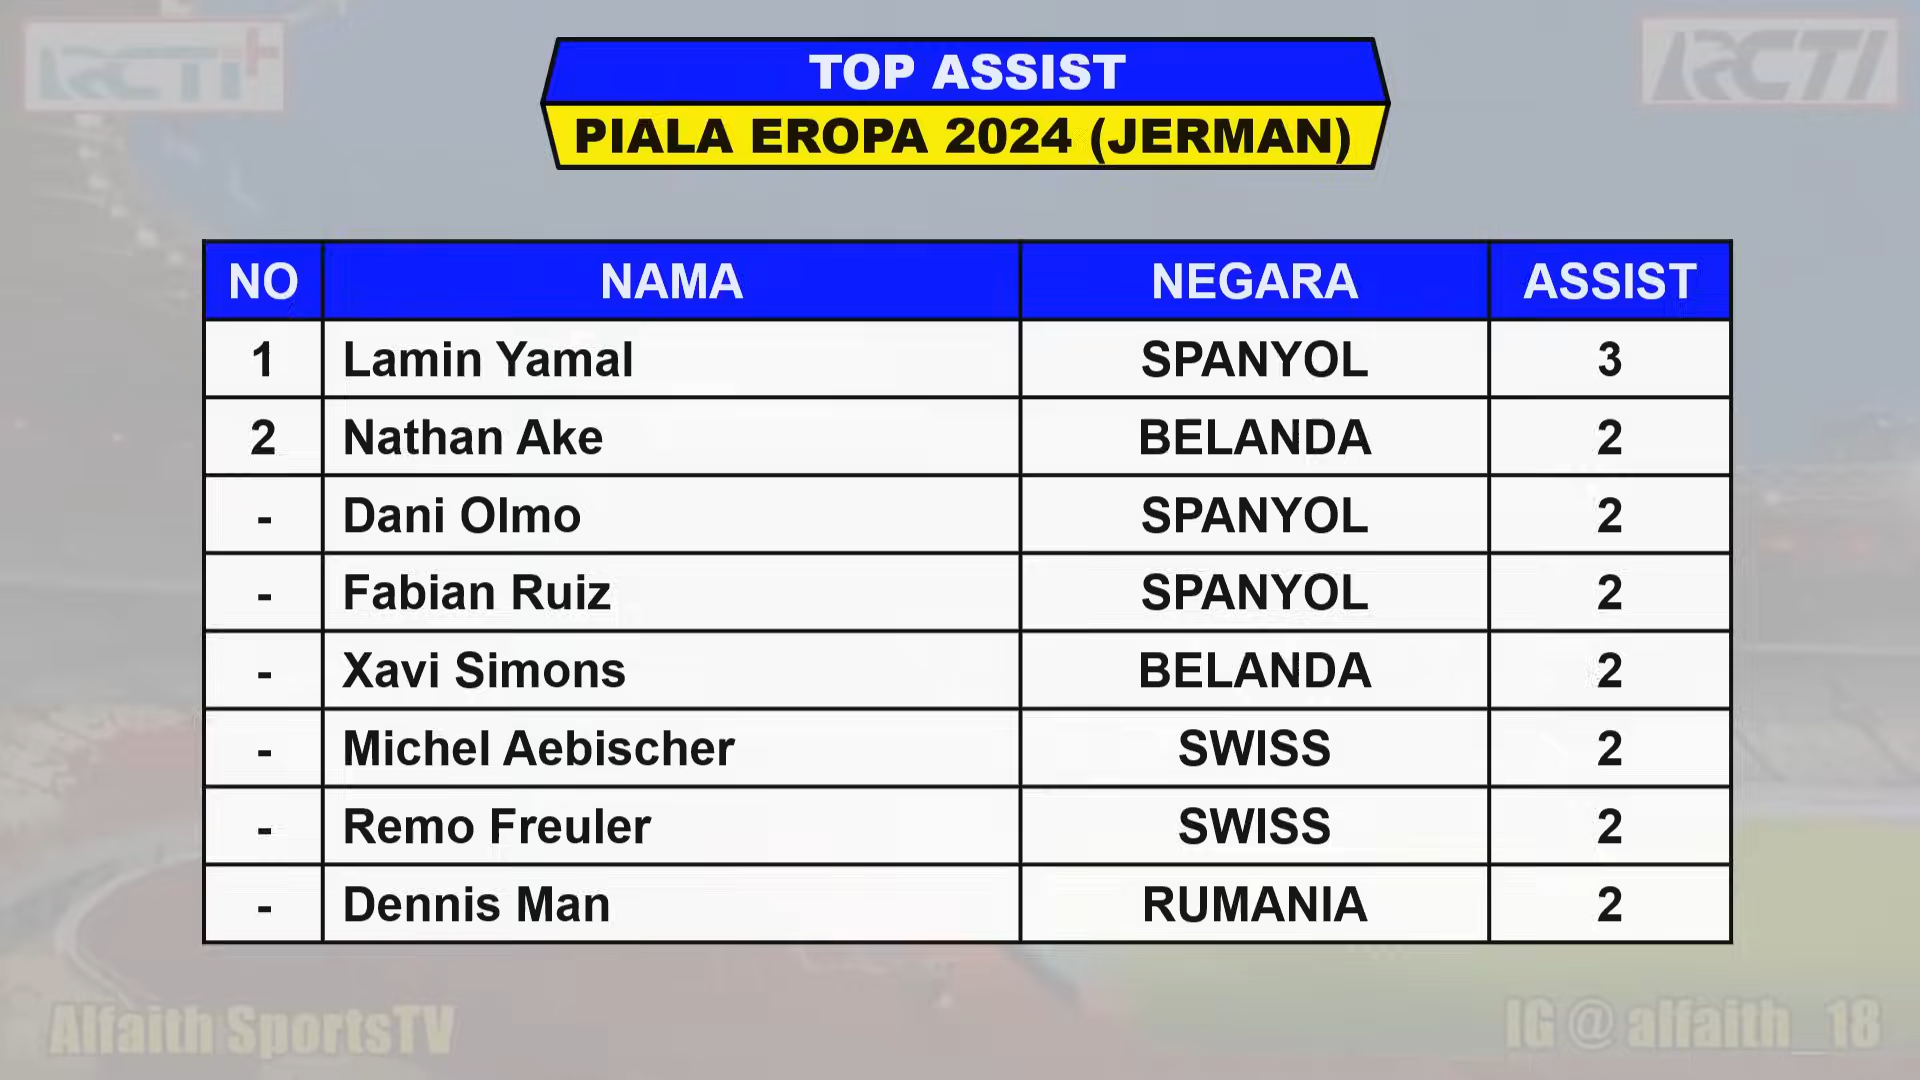 RCTI+
RCTI
TOP ASSIST
PIALA EROPA 2024 (JERMAN)
NO NAMA NEGARA ASSIST
1 Lamin Yamal SPANYOL 3
2 Nathan Ake BELANDA 2
- Dani Olmo SPANYOL 2
- Fabian Ruiz SPANYOL 2
- Xavi Simons BELANDA 2
- Michel Aebischer SWISS 2
- Remo Freuler SWISS 2
- Dennis Man RUMANIA 2
Alfaith SportsTV
IG @ alfaith_18